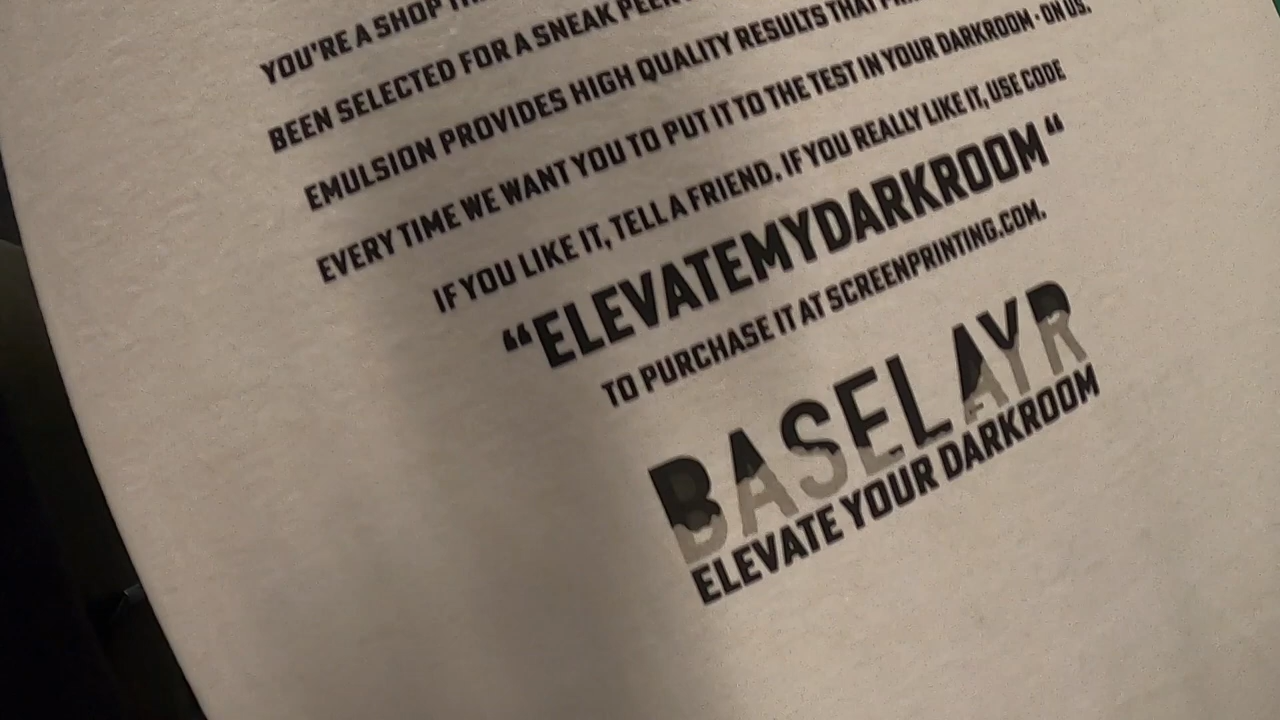 YOU'RE A SHOP
BEEN SELECTED FOR A SNEAK PEEK
EMULSION PROVIDES HIGH QUALITY RESULTS THAT
EVERY TIME WE WANT YOU TO PUT IT TO THE TEST IN YOUR DARKROOM - ON US.
IF YOU LIKE IT, TELL A FRIEND. IF YOU REALLY LIKE IT, USE CODE
“ELEVATEMYDARKROOM“
TO PURCHASE IT AT SCREENPRINTING.COM.
BASELAYR
ELEVATE YOUR DARKROOM